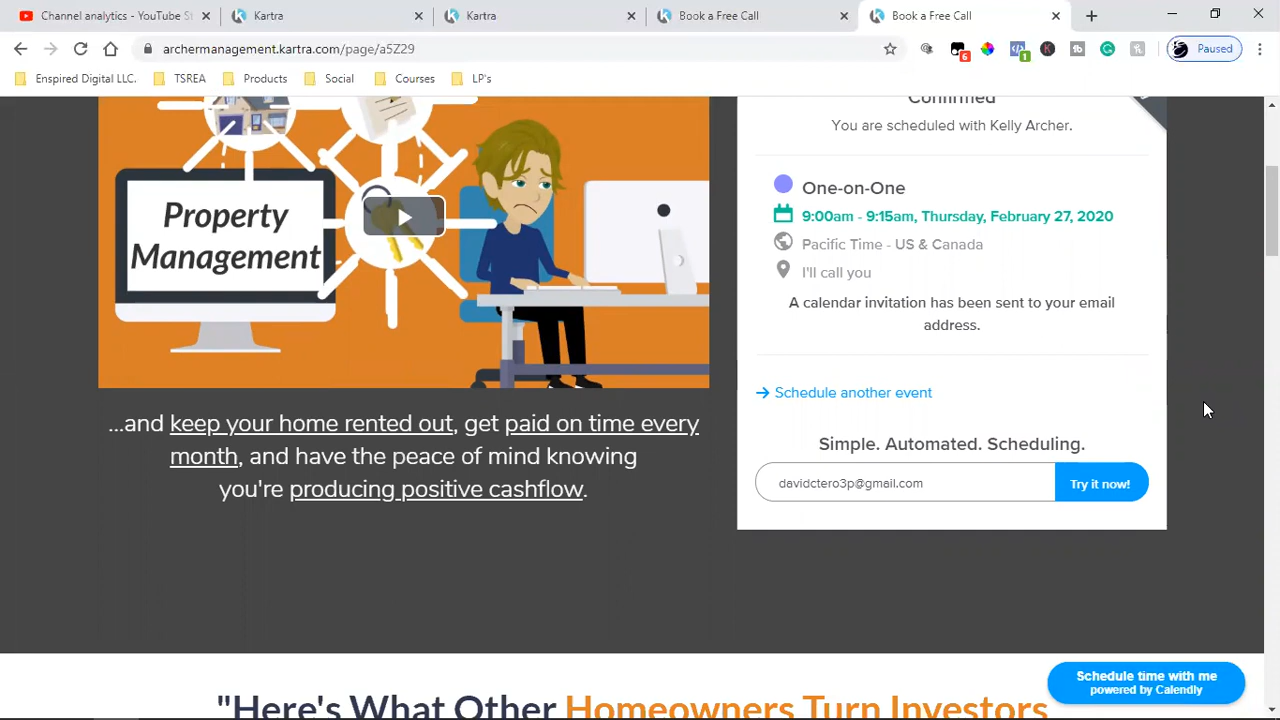 Channel analytics - YouTube St
Kartra
Kartra
Book a Free Call
Book a Free Call
archermanagement.kartra.com/page/a5Z29
6
1
Paused
Enspired Digital LLC.
TSREA
Products
Social
Courses
LP's
Property
Management
...and keep your home rented out, get paid on time every
month, and have the peace of mind knowing
you're producing positive cashflow.
Confirmed
You are scheduled with Kelly Archer.
One-on-One
9:00am - 9:15am, Thursday, February 27, 2020
Pacific Time - US & Canada
I'll call you
A calendar invitation has been sent to your email
address.
Schedule another event
Simple. Automated. Scheduling.
davidctero3p@gmail.com
Try it now!
Schedule time with me
powered by Calendly
"Here's What Other Homeowners Turn Investors